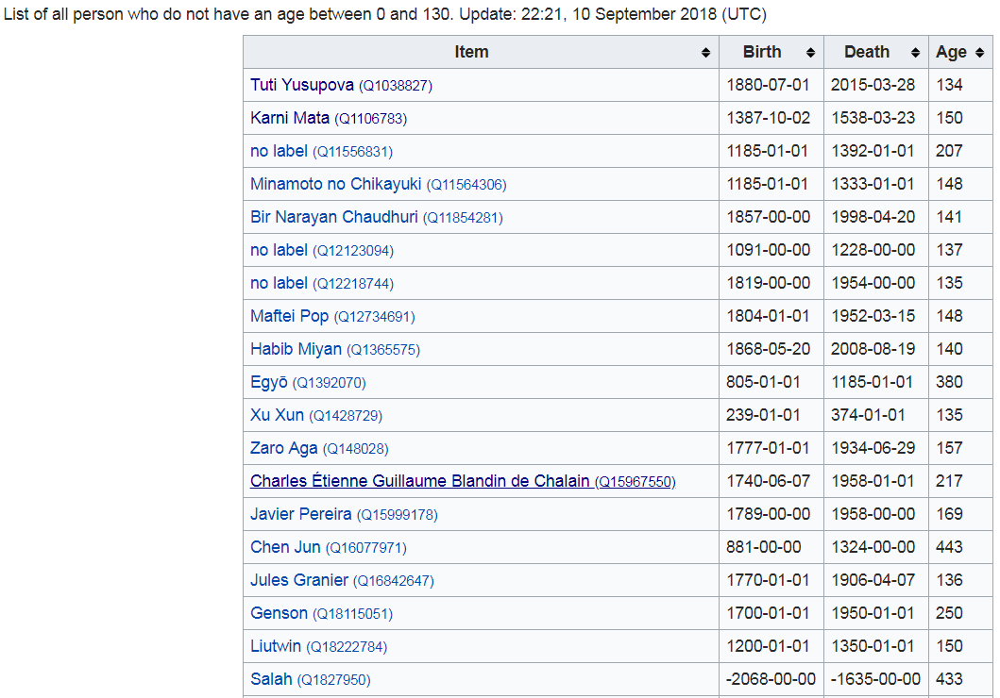 List of all person who do not have an age between 0 and 130. Update: 22:21, 10 September 2018 (UTC)
Item Birth Death Age
Tuti Yusupova (Q1038827) 1880-07-01 2015-03-28 134
Karni Mata (Q1106783) 1387-10-02 1538-03-23 150
no label (Q11556831) 1185-01-01 1392-01-01 207
Minamoto no Chikayuki (Q11564306) 1185-01-01 1333-01-01 148
Bir Narayan Chaudhuri (Q11854281) 1857-00-00 1998-04-20 141
no label (Q12123094) 1091-00-00 1228-00-00 137
no label (Q12218744) 1819-00-00 1954-00-00 135
Maftei Pop (Q12734691) 1804-01-01 1952-03-15 148
Habib Miyan (Q1365575) 1868-05-20 2008-08-19 140
Egyō (Q1392070) 805-01-01 1185-01-01 380
Xu Xun (Q1428729) 239-01-01 374-01-01 135
Zaro Aga (Q148028) 1777-01-01 1934-06-29 157
Charles Étienne Guillaume Blandin de Chalain (Q15967550) 1740-06-07 1958-01-01 217
Javier Pereira (Q15999178) 1789-00-00 1958-00-00 169
Chen Jun (Q16077971) 881-00-00 1324-00-00 443
Jules Granier (Q16842647) 1770-01-01 1906-04-07 136
Genson (Q18115051) 1700-01-01 1950-01-01 250
Liutwin (Q18222784) 1200-01-01 1350-01-01 150
Salah (Q1827950) -2068-00-00 -1635-00-00 433